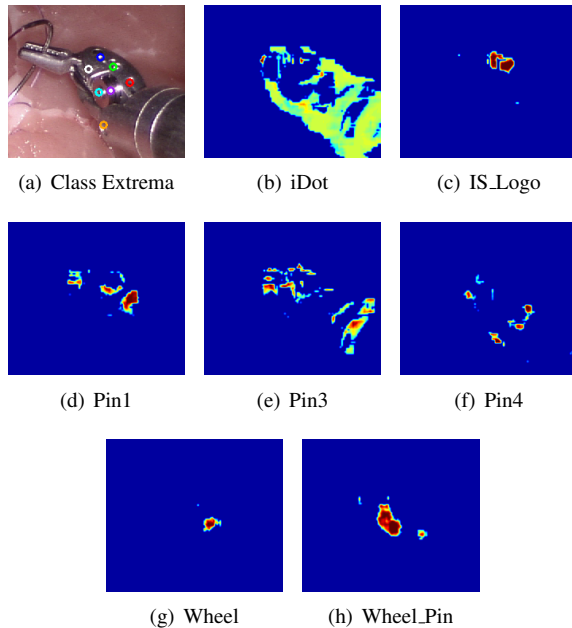 (a) Class Extrema
(b) iDot
(c) IS_Logo
(d) Pin1
(e) Pin3
(f) Pin4
(g) Wheel
(h) Wheel_Pin